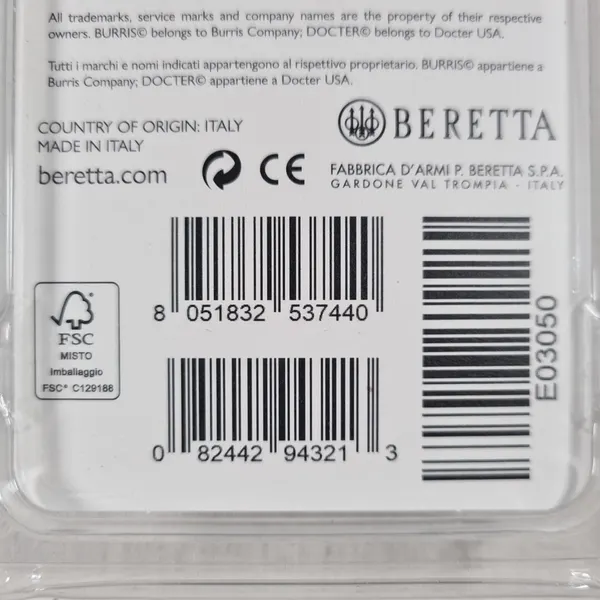 All trademarks, service marks and company names are the property of their respective
owners. BURRIS© belongs to Burris Company; DOCTER© belongs to Docter USA.
Tutti i marchi e nomi indicati appartengono al rispettivo proprietario. BURRIS© appartiene a
Burris Company; DOCTER© appartiene a Docter USA.
COUNTRY OF ORIGIN: ITALY
MADE IN ITALY
beretta.com
CE
BERETTA
FABBRICA D'ARMI P. BERETTA S.P.A.
GARDONE VAL TROMPIA - ITALY
8 051832 537440
FSC
MISTO
Imballaggio
FSC® C129188
0 82442 94321 3
E03050